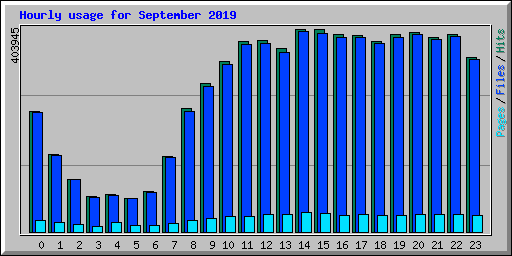 Hourly usage for September 2019
403945
Pages/Files/Hits
0 1 2 3 4 5 6 7 8 9 10 11 12 13 14 15 16 17 18 19 20 21 22 23